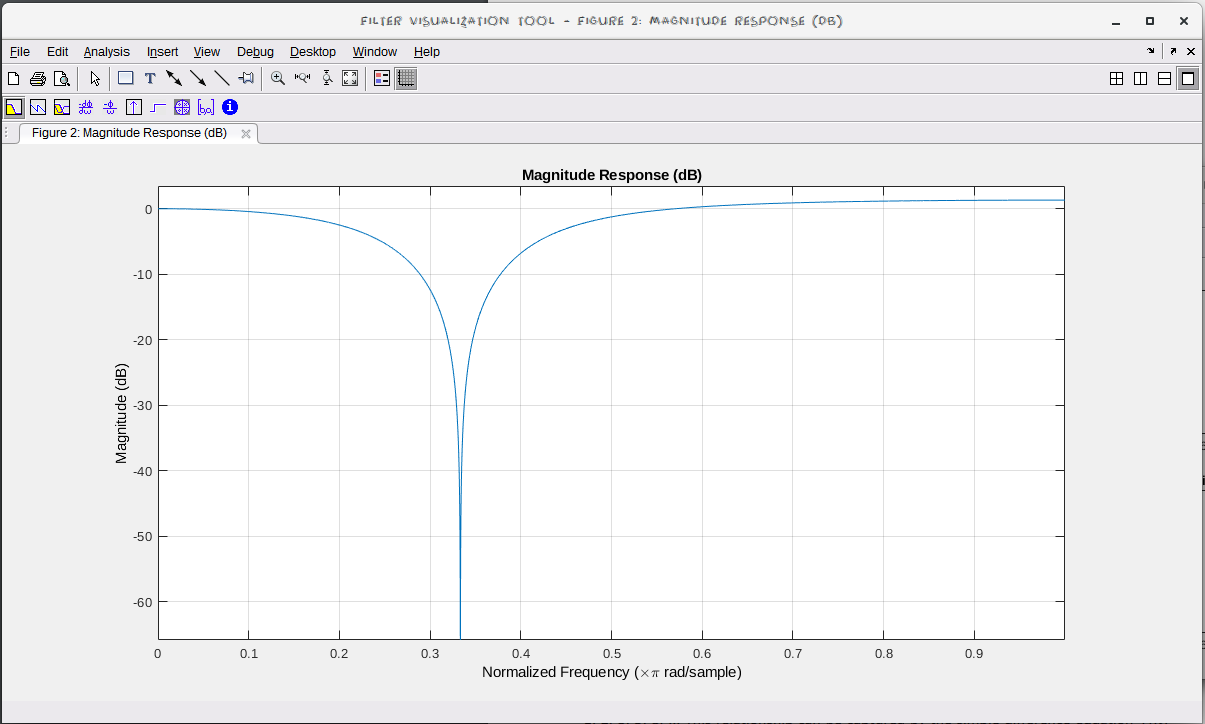 FILTER VISUALIZATION TOOL - FIGURE 2: MAGNITUDE RESPONSE (DB)
File Edit Analysis Insert View Debug Desktop Window Help
Figure 2: Magnitude Response (dB)
Magnitude Response (dB)
0
-10
-20
-30
-40
-50
-60
Magnitude (dB)
0 0.1 0.2 0.3 0.4 0.5 0.6 0.7 0.8 0.9
Normalized Frequency (×π rad/sample)